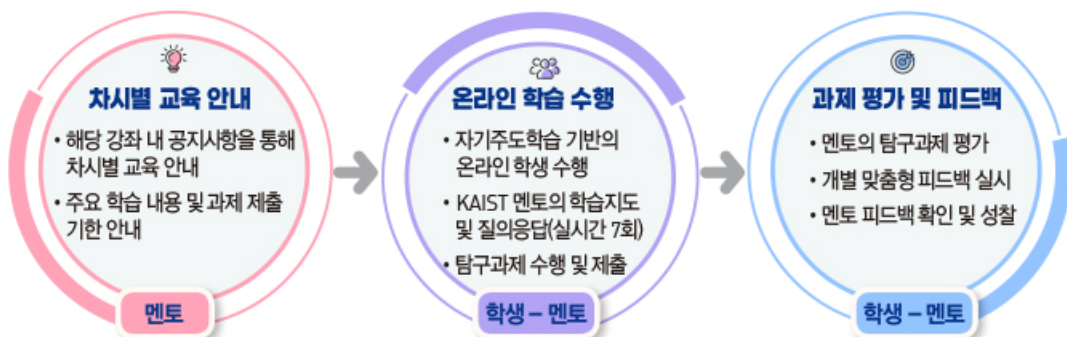 차시별 교육 안내
• 해당 강좌 내 공지사항을 통해
차시별 교육 안내
• 주요 학습 내용 및 과제 제출
기한 안내
멘토
온라인 학습 수행
• 자기주도학습 기반의
온라인 학생 수행
• KAIST 멘토의 학습지도
및 질의응답(실시간 7회)
• 탐구과제 수행 및 제출
학생 – 멘토
과제 평가 및 피드백
• 멘토의 탐구과제 평가
• 개별 맞춤형 피드백 실시
• 멘토 피드백 확인 및 성찰
학생 – 멘토